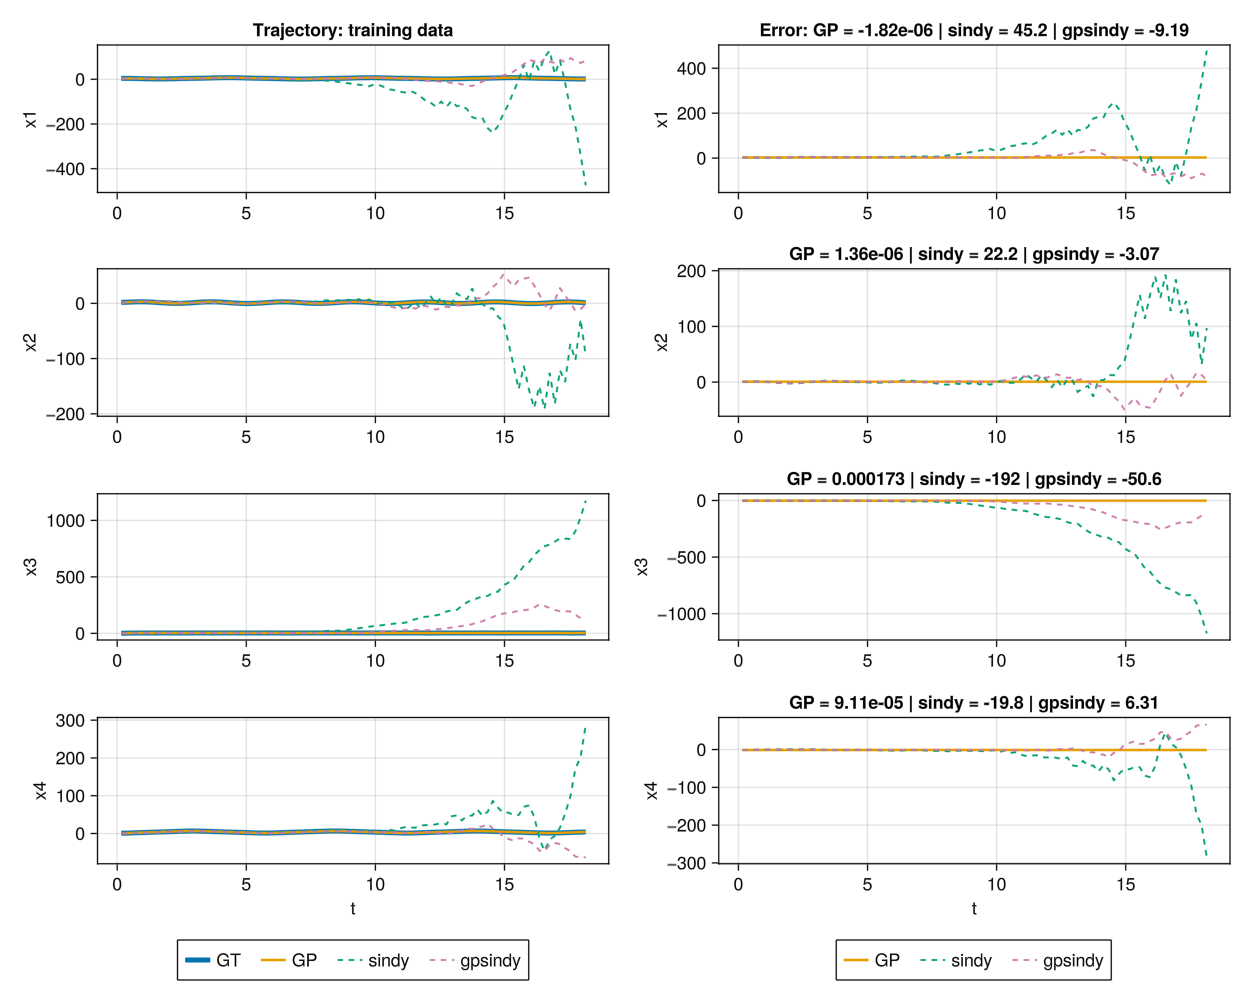 Trajectory: training data
Error: GP = -1.82e-06 | sindy = 45.2 | gpsindy = -9.19
x1
0
−200
−400
0 5 10 15
x1
400
200
0
0 5 10 15
GP = 1.36e-06 | sindy = 22.2 | gpsindy = -3.07
x2
0
−100
−200
0 5 10 15
x2
200
100
0
0 5 10 15
GP = 0.000173 | sindy = -192 | gpsindy = -50.6
x3
1000
500
0
0 5 10 15
x3
0
−500
−1000
0 5 10 15
GP = 9.11e-05 | sindy = -19.8 | gpsindy = 6.31
x4
300
200
100
0
0 5 10 15
t
x4
0
−100
−200
−300
0 5 10 15
t
GT GP sindy gpsindy
GP sindy gpsindy